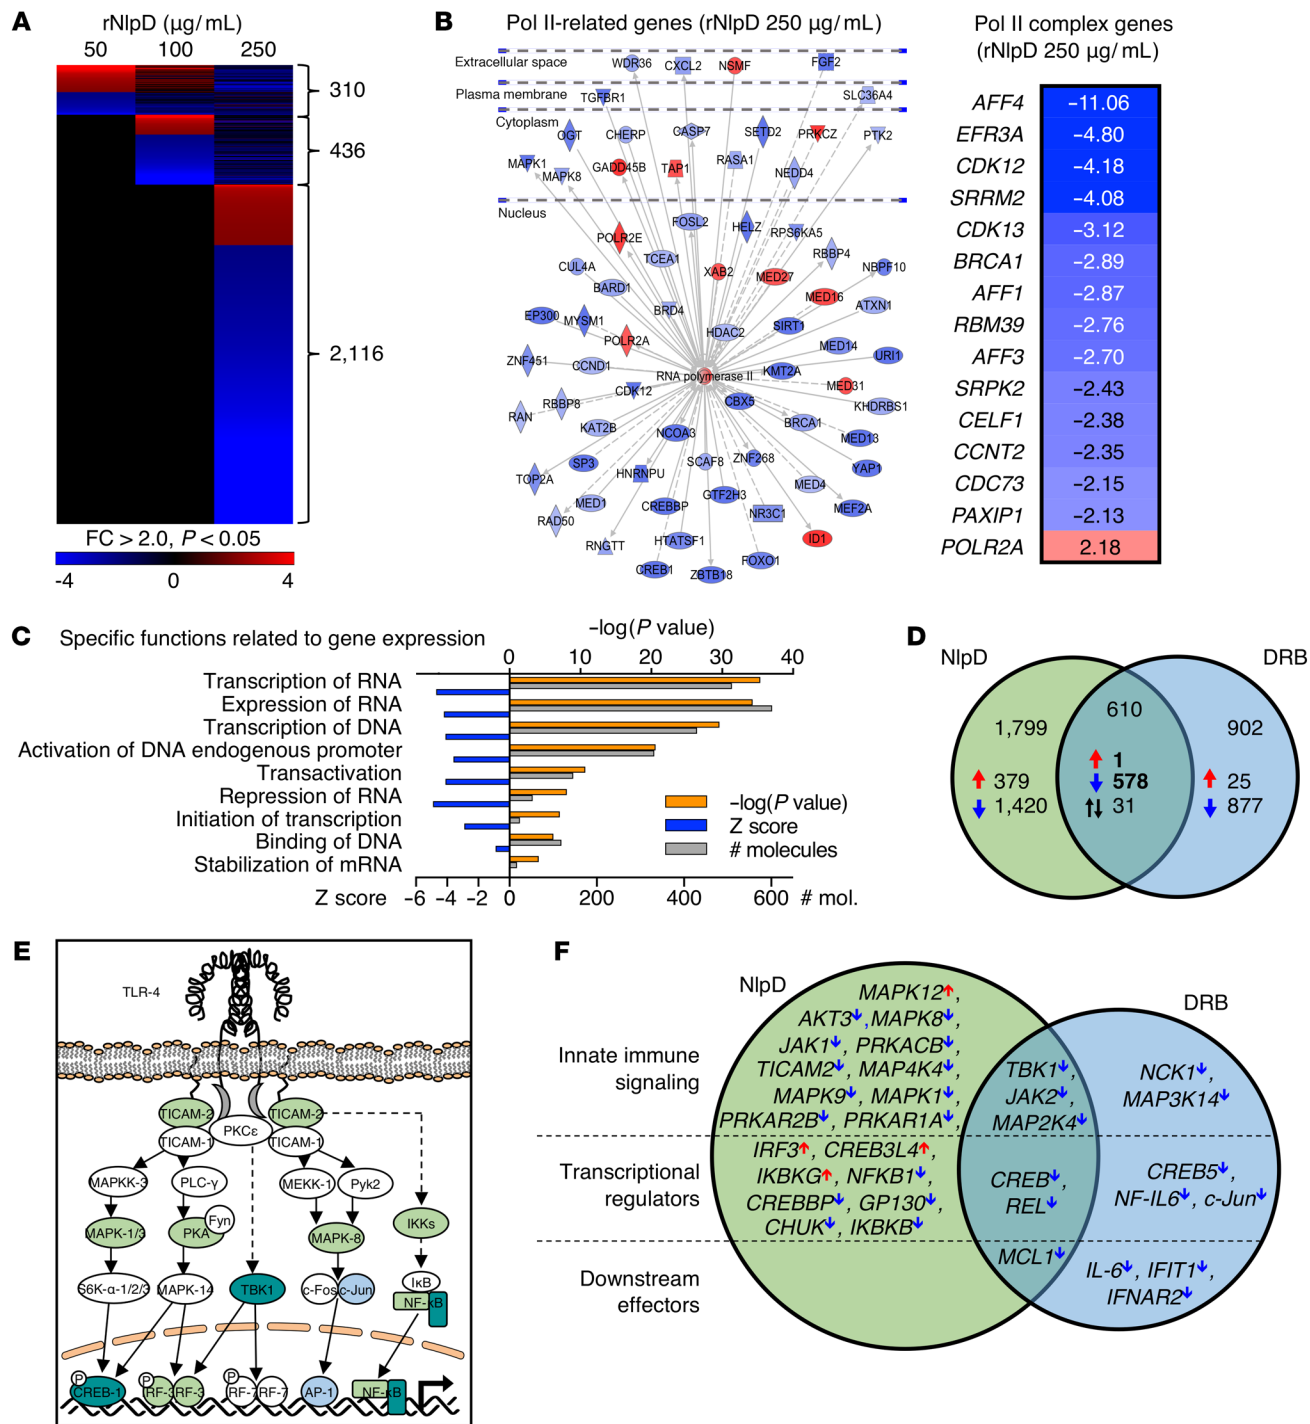 A
rNlpD (µg/mL)
50 100 250
310
436
2,116
FC > 2.0, P < 0.05
-4 0 4
B
Pol II-related genes (rNlpD 250 µg/mL)
Extracellular space
WDR36
CXCL2
NSMF
FGF2
Plasma membrane
TGFBR1
SLC36A4
Cytoplasm
OGT
CHERP
CASP7
SETD2
PRKCZ
PTK2
MAPK1
MAPK8
GADD45B
TAP1
RASA1
NEDD4
Nucleus
FOSL2
HELZ
RPS6KA5
POLR2E
TCEA1
RBBP4
CUL4A
XAB2
MED27
NBPF10
BARD1
MED16
ATXN1
BRD4
EP300
MYSM1
HDAC2
SIRT1
POLR2A
MED14
URI1
ZNF451
CCND1
RNA polymerase II
KMT2A
MED31
CDK12
RBBP8
CBX5
KHDRBS1
RAN
KAT2B
NCOA3
BRCA1
MED13
SP3
HNRNPU
SCAF8
ZNF268
YAP1
TOP2A
MED4
MED1
CREBBP
GTF2H3
NR3C1
MEF2A
RAD50
RNGTT
HTATSF1
ID1
CREB1
ZBTB18
FOXO1
Pol II complex genes
(rNlpD 250 µg/mL)
AFF4 –11.06
EFR3A –4.80
CDK12 –4.18
SRRM2 –4.08
CDK13 –3.12
BRCA1 –2.89
AFF1 –2.87
RBM39 –2.76
AFF3 –2.70
SRPK2 –2.43
CELF1 –2.38
CCNT2 –2.35
CDC73 –2.15
PAXIP1 –2.13
POLR2A 2.18
C
Specific functions related to gene expression
–log(P value)
0 10 20 30 40
Transcription of RNA
Expression of RNA
Transcription of DNA
Activation of DNA endogenous promoter
Transactivation
Repression of RNA
Initiation of transcription
Binding of DNA
Stabilization of mRNA
–log(P value)
Z score
# molecules
Z score –6 –4 –2 0 200 400 600 # mol.
D
NlpD
DRB
1,799 610 902
↑ 379 ↑ 1 ↑ 25
↓ 1,420 ↓ 578 ↓ 877
↑↓ 31
E
TLR-4
TICAM-2 TICAM-2
PKCε
TICAM-1 TICAM-1
MAPKK-3 PLC-γ MEKK-1 Pyk2
Fyn
MAPK-1/3 PKA MAPK-8 IKKs
S6K-α-1/2/3 MAPK-14 TBK1 c-Fos c-Jun IκB
NF-κB
P P P
CREB-1 IRF-3 IRF-3 IRF-7 IRF-7 AP-1 NF-κB
F
NlpD
DRB
Innate immune
signaling
MAPK12↑,
AKT3↓, MAPK8↓,
JAK1↓, PRKACB↓,
TICAM2↓, MAP4K4↓,
MAPK9↓, MAPK1↓,
PRKAR2B↓, PRKAR1A↓,
TBK1↓,
JAK2↓,
MAP2K4↓
NCK1↓,
MAP3K14↓
Transcriptional
regulators
IRF3↑, CREB3L4↑,
IKBKG↑, NFKB1↓,
CREBBP↓, GP130↓,
CHUK↓, IKBKB↓
CREB↓,
REL↓
CREB5↓,
NF-IL6↓, c-Jun↓
Downstream
effectors
MCL1↓
IL-6↓, IFIT1↓,
IFNAR2↓